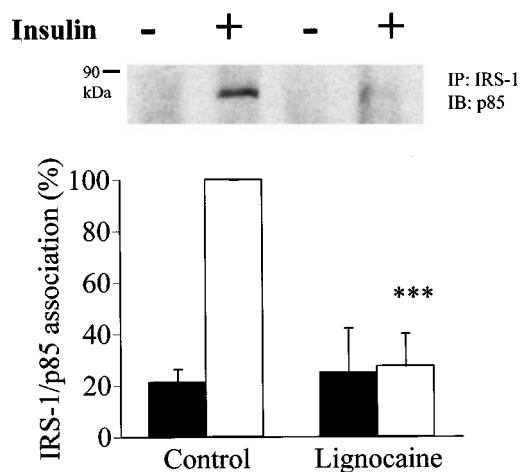 Insulin - + - +
90
kDa
IP: IRS-1
IB: p85
IRS-1/p85 association (%)
100
80
60
40
20
0
***
Control Lignocaine